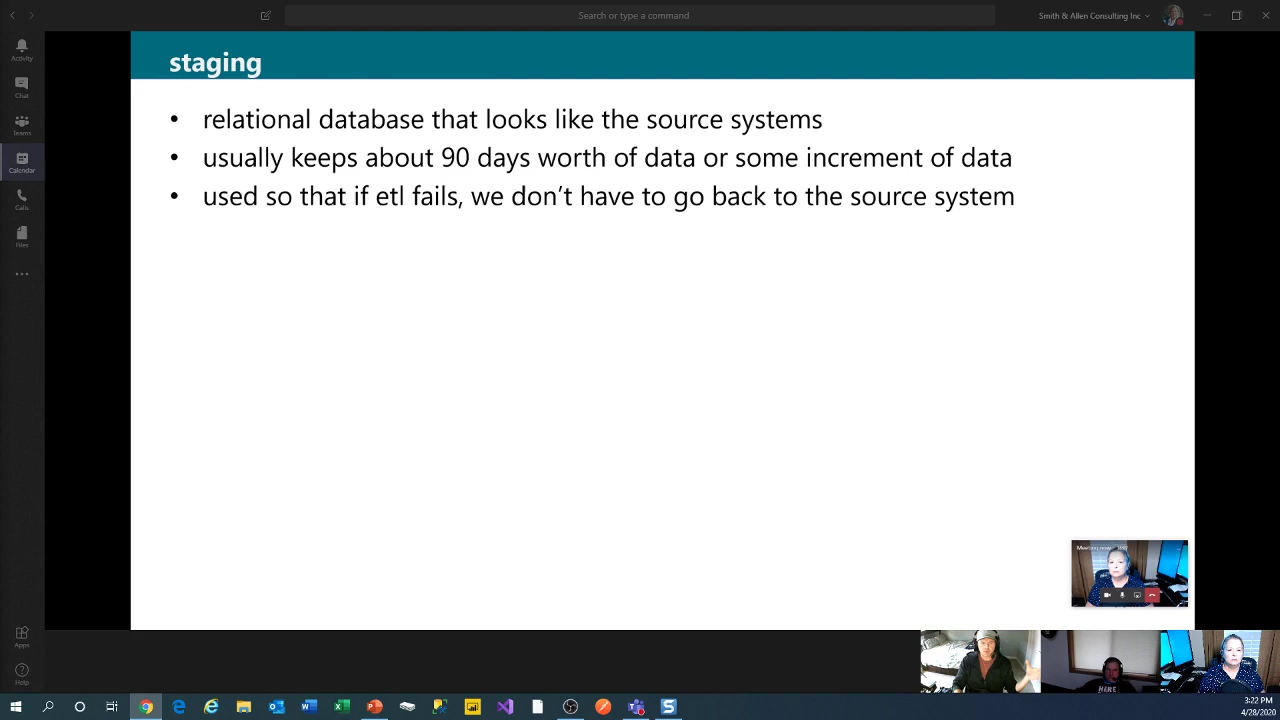 Search or type a command
Smith & Allen Consulting Inc
Activity
Chat
Teams
Calendar
Calls
Files
Apps
Help
staging
• relational database that looks like the source systems
• usually keeps about 90 days worth of data or some increment of data
• used so that if etl fails, we don’t have to go back to the source system
Meeting now
HERE
3:22 PM
4/28/2020